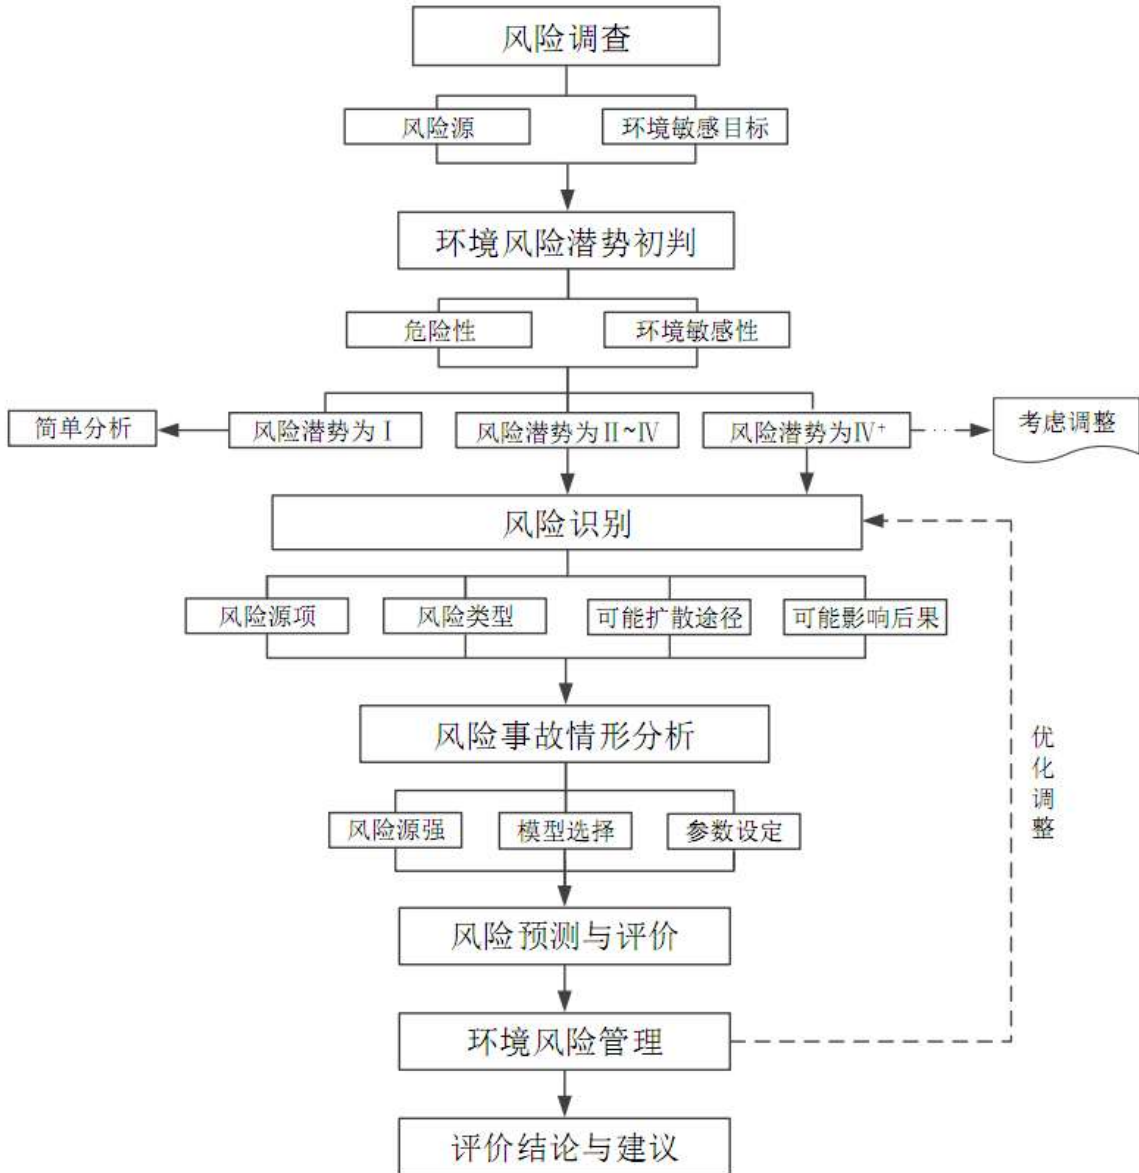 风险调查
风险源
环境敏感目标
环境风险潜势初判
危险性
环境敏感性
简单分析
风险潜势为Ⅰ
风险潜势为Ⅱ~Ⅳ
风险潜势为Ⅳ⁺
考虑调整
风险识别
风险源项
风险类型
可能扩散途径
可能影响后果
风险事故情形分析
优化调整
风险源强
模型选择
参数设定
风险预测与评价
环境风险管理
评价结论与建议